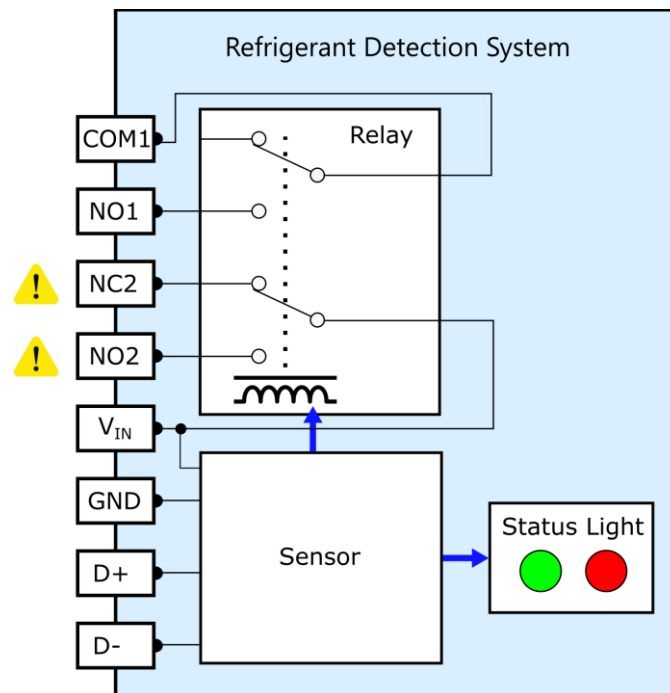 Refrigerant Detection System
COM1
Relay
NO1
NC2
!
NO2
!
VIN
GND
D+
D-
Sensor
Status Light